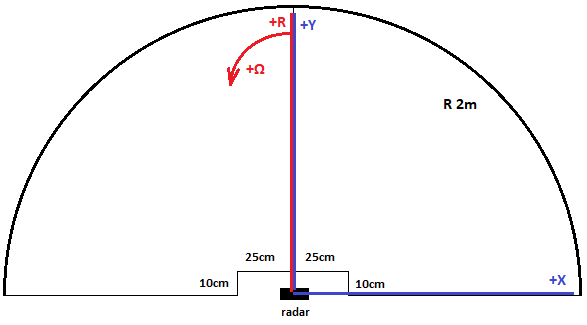 +R +Y
+Ω
R 2m
25cm 25cm
10cm 10cm
+X
radar